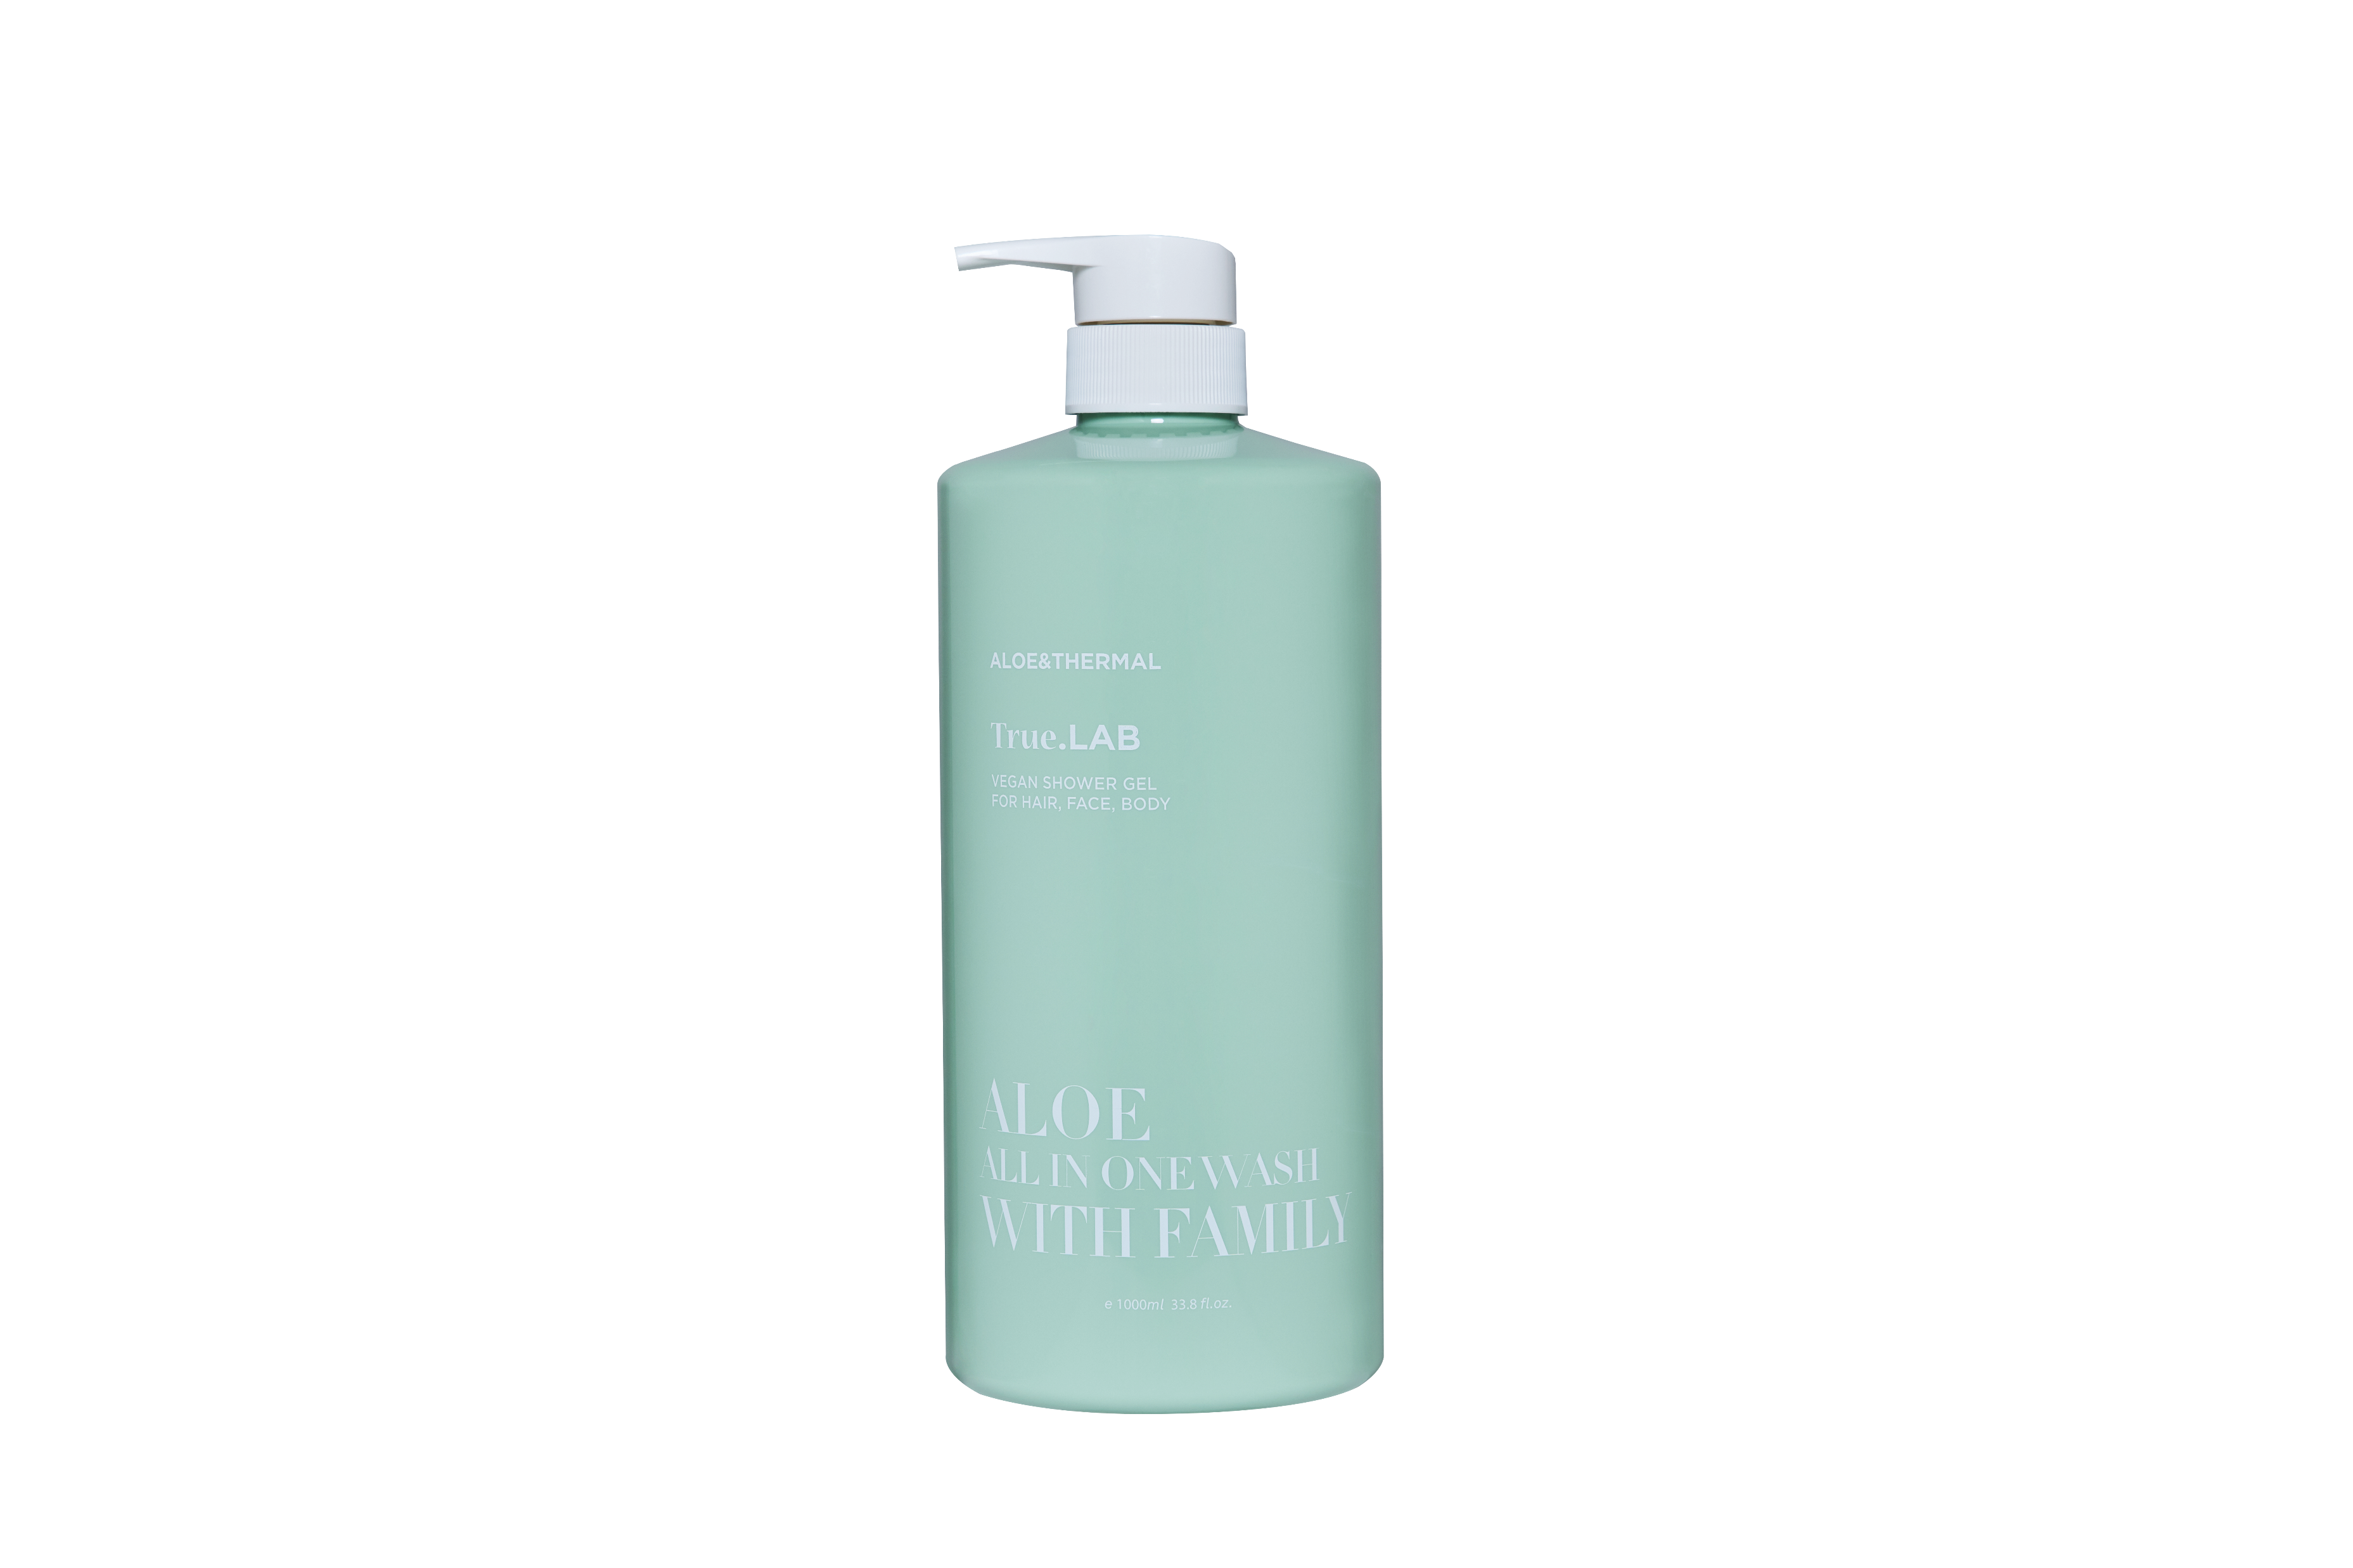 ALOE&THERMAL
True.LAB
VEGAN SHOWER GEL
FOR HAIR, FACE, BODY
ALOE
ALL IN ONE WASH
WITH FAMILY
e 1000ml 33.8 fl.oz.